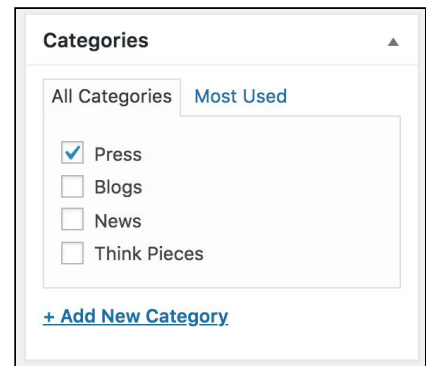 Categories
All Categories Most Used
Press
Blogs
News
Think Pieces
+ Add New Category